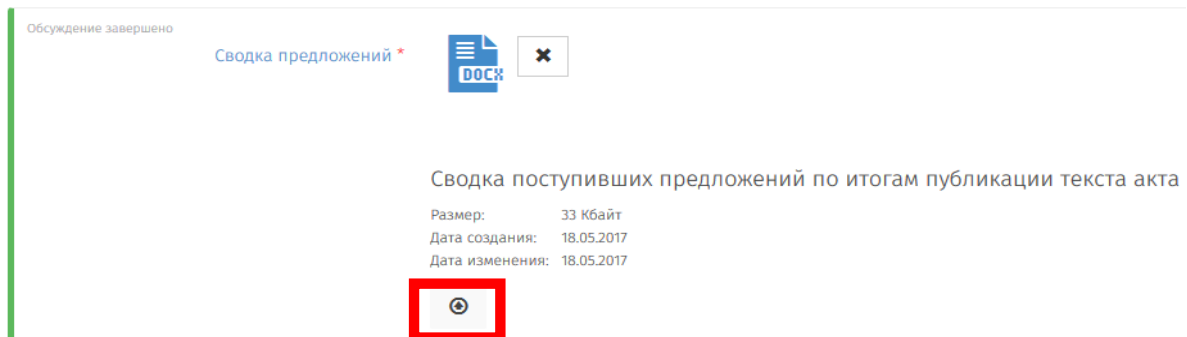 Обсуждение завершено
Сводка предложений *
DOCX
Сводка поступивших предложений по итогам публикации текста акта
Размер: 33 Кбайт
Дата создания: 18.05.2017
Дата изменения: 18.05.2017